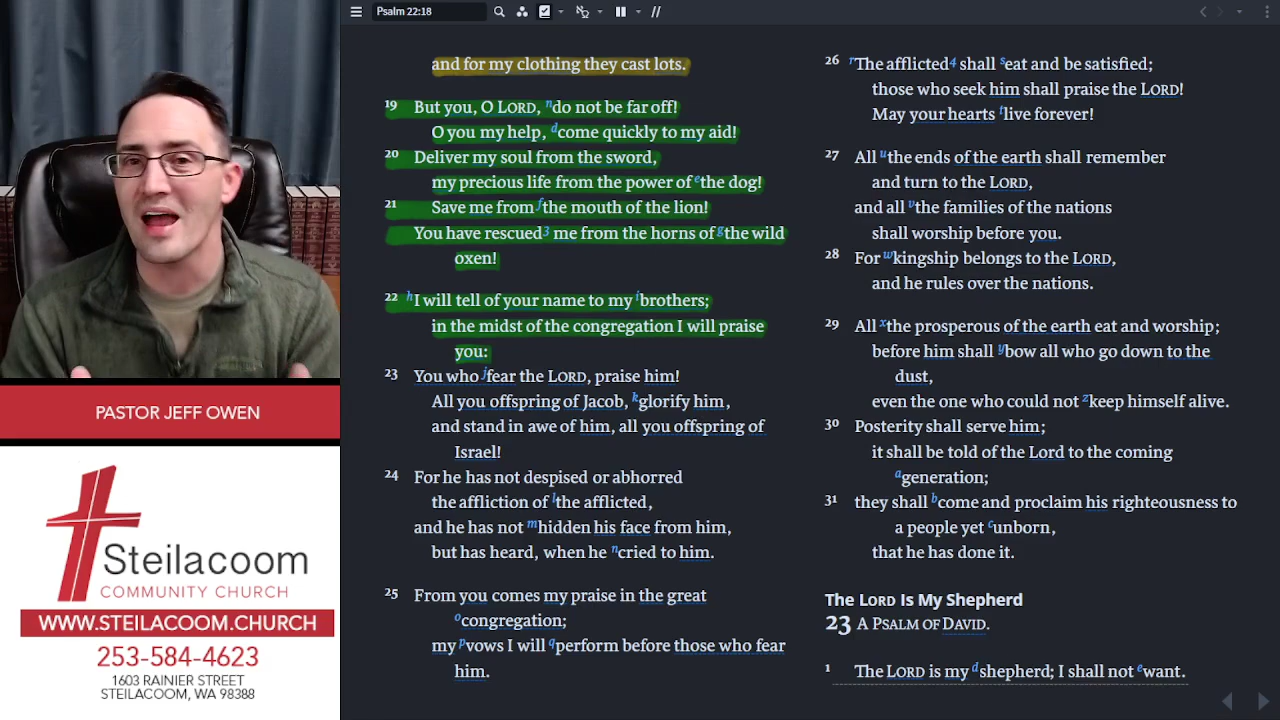 Psalm 22:18
and for my clothing they cast lots.
19 But you, O LORD, n do not be far off!
O you my help, d come quickly to my aid!
20 Deliver my soul from the sword,
my precious life from the power of e the dog!
21 Save me from f the mouth of the lion!
You have rescued 3 me from the horns of g the wild
oxen!
22 h I will tell of your name to my i brothers;
in the midst of the congregation I will praise
you:
23 You who j fear the LORD, praise him!
All you offspring of Jacob, k glorify him,
and stand in awe of him, all you offspring of
Israel!
24 For he has not despised or abhorred
the affliction of l the afflicted,
and he has not m hidden his face from him,
but has heard, when he n cried to him.
25 From you comes my praise in the great
o congregation;
my p vows I will q perform before those who fear
him.
26 r The afflicted 4 shall s eat and be satisfied;
those who seek him shall praise the LORD!
May your hearts t live forever!
27 All u the ends of the earth shall remember
and turn to the LORD,
and all v the families of the nations
shall worship before you.
28 For w kingship belongs to the LORD,
and he rules over the nations.
29 All x the prosperous of the earth eat and worship;
before him shall y bow all who go down to the
dust,
even the one who could not z keep himself alive.
30 Posterity shall serve him;
it shall be told of the Lord to the coming
a generation;
31 they shall b come and proclaim his righteousness to
a people yet c unborn,
that he has done it.
The LORD Is My Shepherd
23 A PSALM OF DAVID.
1 The LORD is my d shepherd; I shall not e want.
PASTOR JEFF OWEN
Steilacoom
COMMUNITY CHURCH
WWW.STEILACOOM.CHURCH
253-584-4623
1603 RAINIER STREET
STEILACOOM, WA 98388